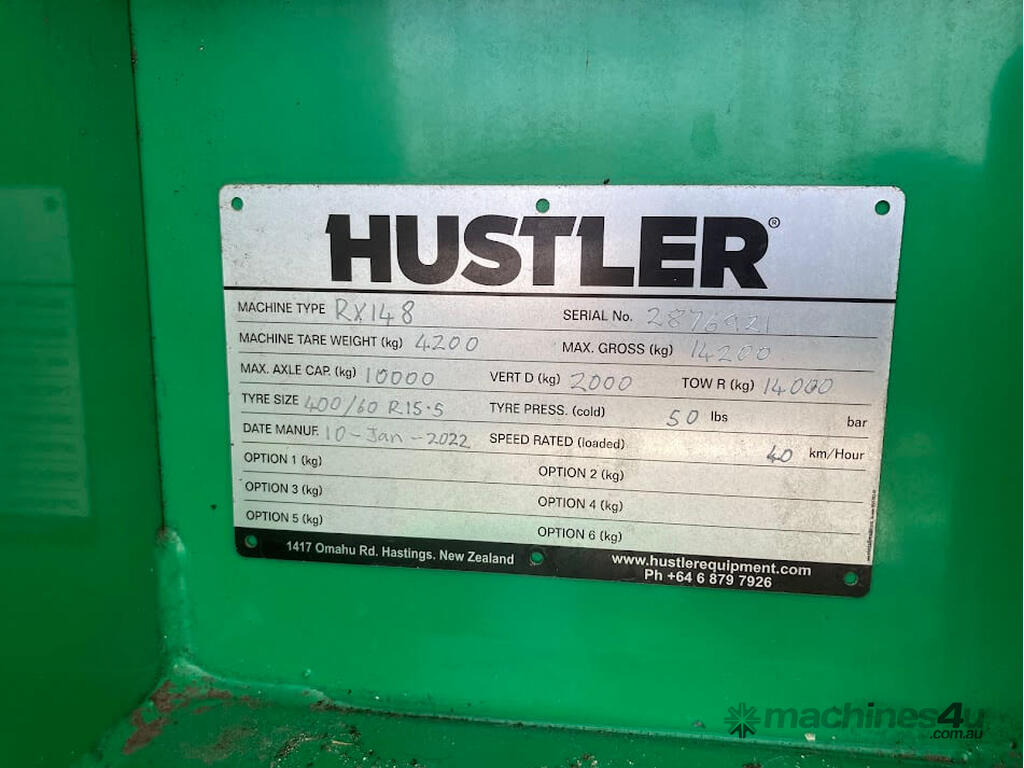 HUSTLER®
MACHINE TYPE RX148 SERIAL No. 2876921
MACHINE TARE WEIGHT (kg) 4200 MAX. GROSS (kg) 14200
MAX. AXLE CAP. (kg) 10000 VERT D (kg) 2000 TOW R (kg) 14000
TYRE SIZE 400/60 R15.5 TYRE PRESS. (cold) 50 lbs bar
DATE MANUF. 10-Jan-2022 SPEED RATED (loaded) 40 km/Hour
OPTION 1 (kg) OPTION 2 (kg)
OPTION 3 (kg) OPTION 4 (kg)
OPTION 5 (kg) OPTION 6 (kg)
1417 Omahu Rd. Hastings. New Zealand www.hustlerequipment.com
Ph +64 6 879 7926
machines4u
.com.au